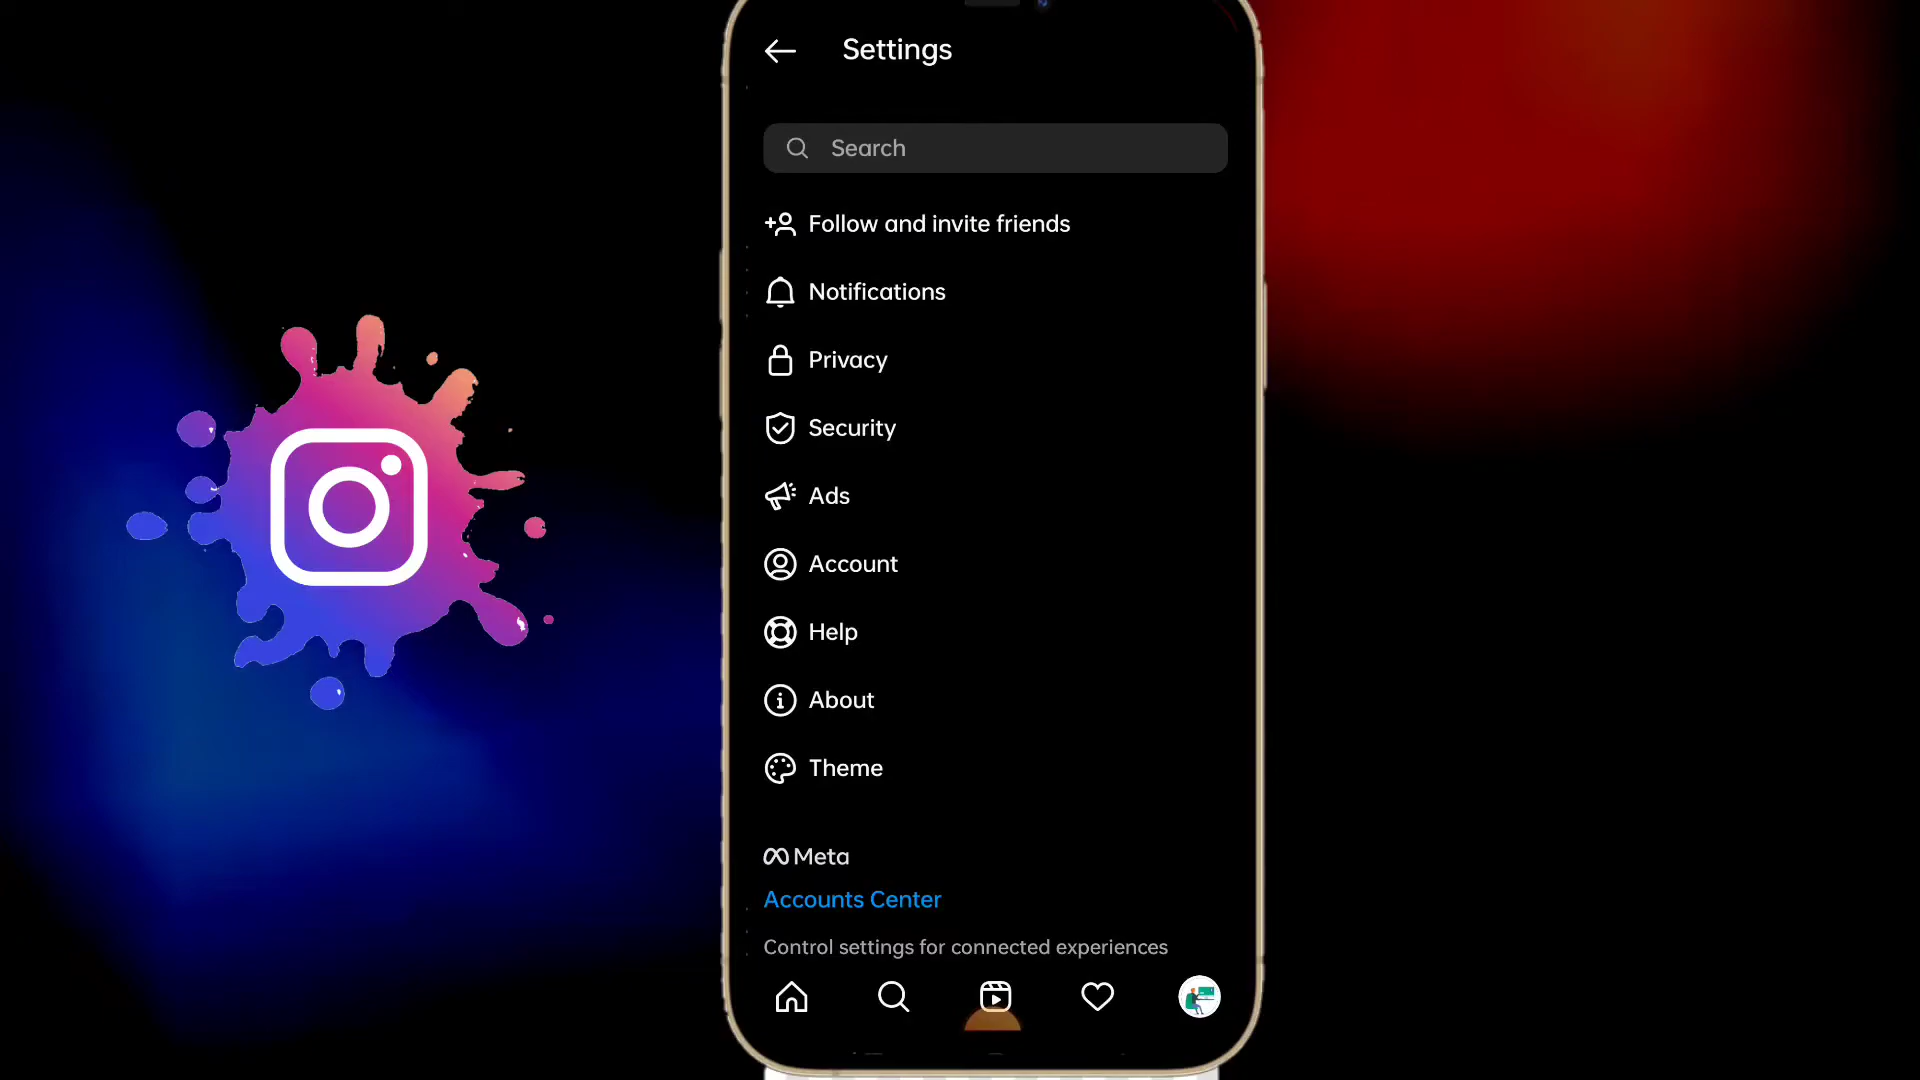 Settings
Search
Follow and invite friends
Notifications
Privacy
Security
Ads
Account
Help
About
Theme
Meta
Accounts Center
Control settings for connected experiences